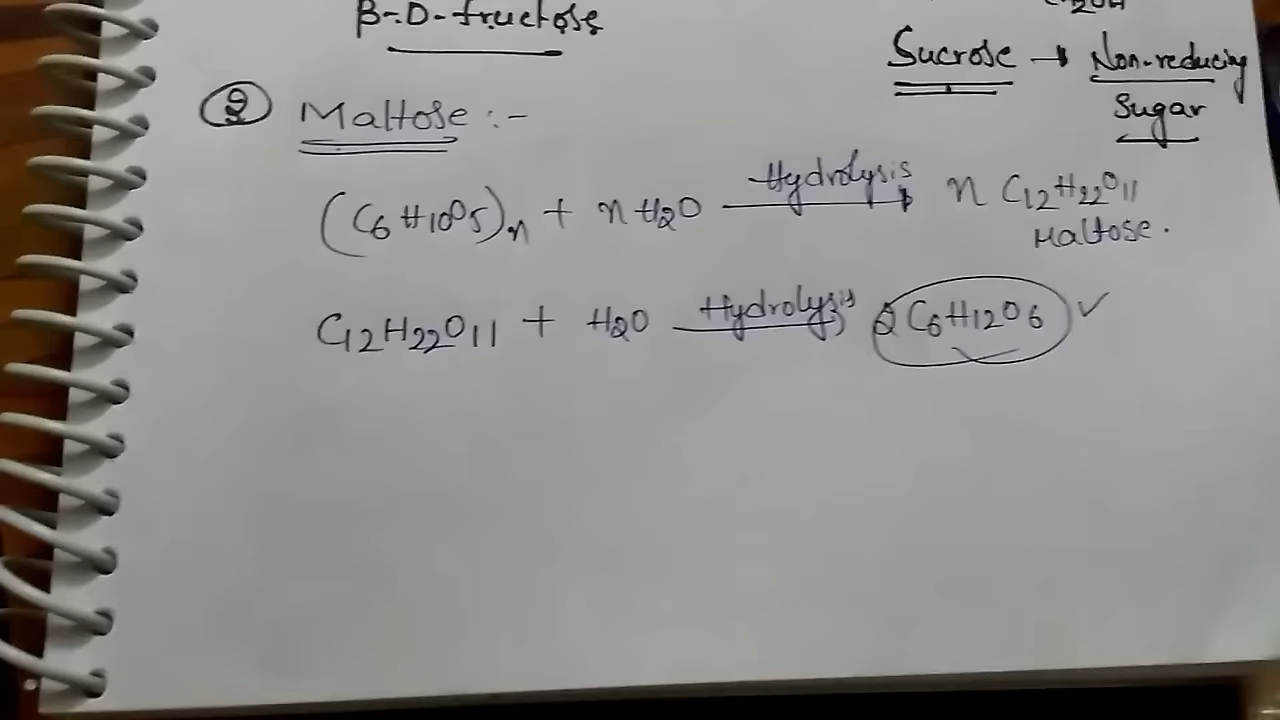 β-D-fructose
Sucrose → Non-reducing
Sugar
② Maltose :-
(C6H10O5)n + nH2O Hydrolysis → n C12H22O11
Maltose.
C12H22O11 + H2O Hydrolysis → 2C6H12O6 ✓